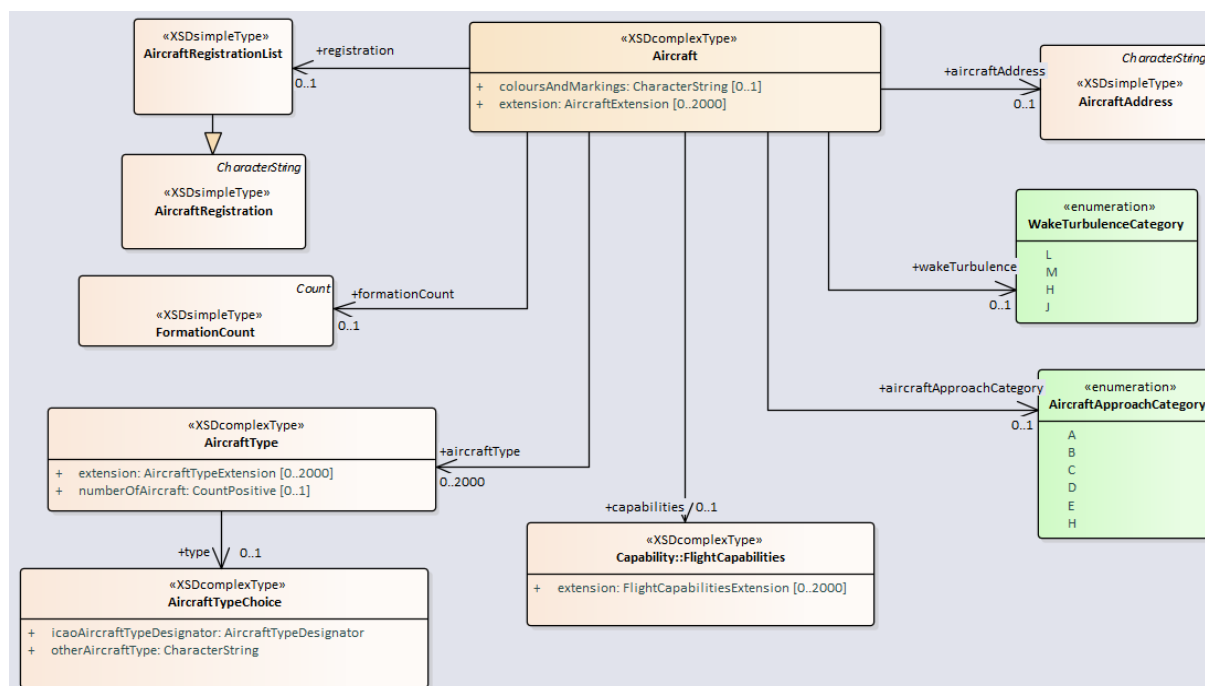 «XSDsimpleType»
AircraftRegistrationList
+registration
0..1
«XSDcomplexType»
Aircraft
+ coloursAndMarkings: CharacterString [0..1]
+ extension: AircraftExtension [0..2000]
+aircraftAddress
0..1
CharacterString
«XSDsimpleType»
AircraftAddress
CharacterString
«XSDsimpleType»
AircraftRegistration
«enumeration»
WakeTurbulenceCategory
L
M
H
J
+wakeTurbulence
0..1
Count
«XSDsimpleType»
FormationCount
+formationCount
0..1
«enumeration»
AircraftApproachCategory
A
B
C
D
E
H
+aircraftApproachCategory
0..1
«XSDcomplexType»
AircraftType
+ extension: AircraftTypeExtension [0..2000]
+ numberOfAircraft: CountPositive [0..1]
+aircraftType
0..2000
+capabilities
0..1
«XSDcomplexType»
Capability::FlightCapabilities
+ extension: FlightCapabilitiesExtension [0..2000]
+type
0..1
«XSDcomplexType»
AircraftTypeChoice
+ icaoAircraftTypeDesignator: AircraftTypeDesignator
+ otherAircraftType: CharacterString